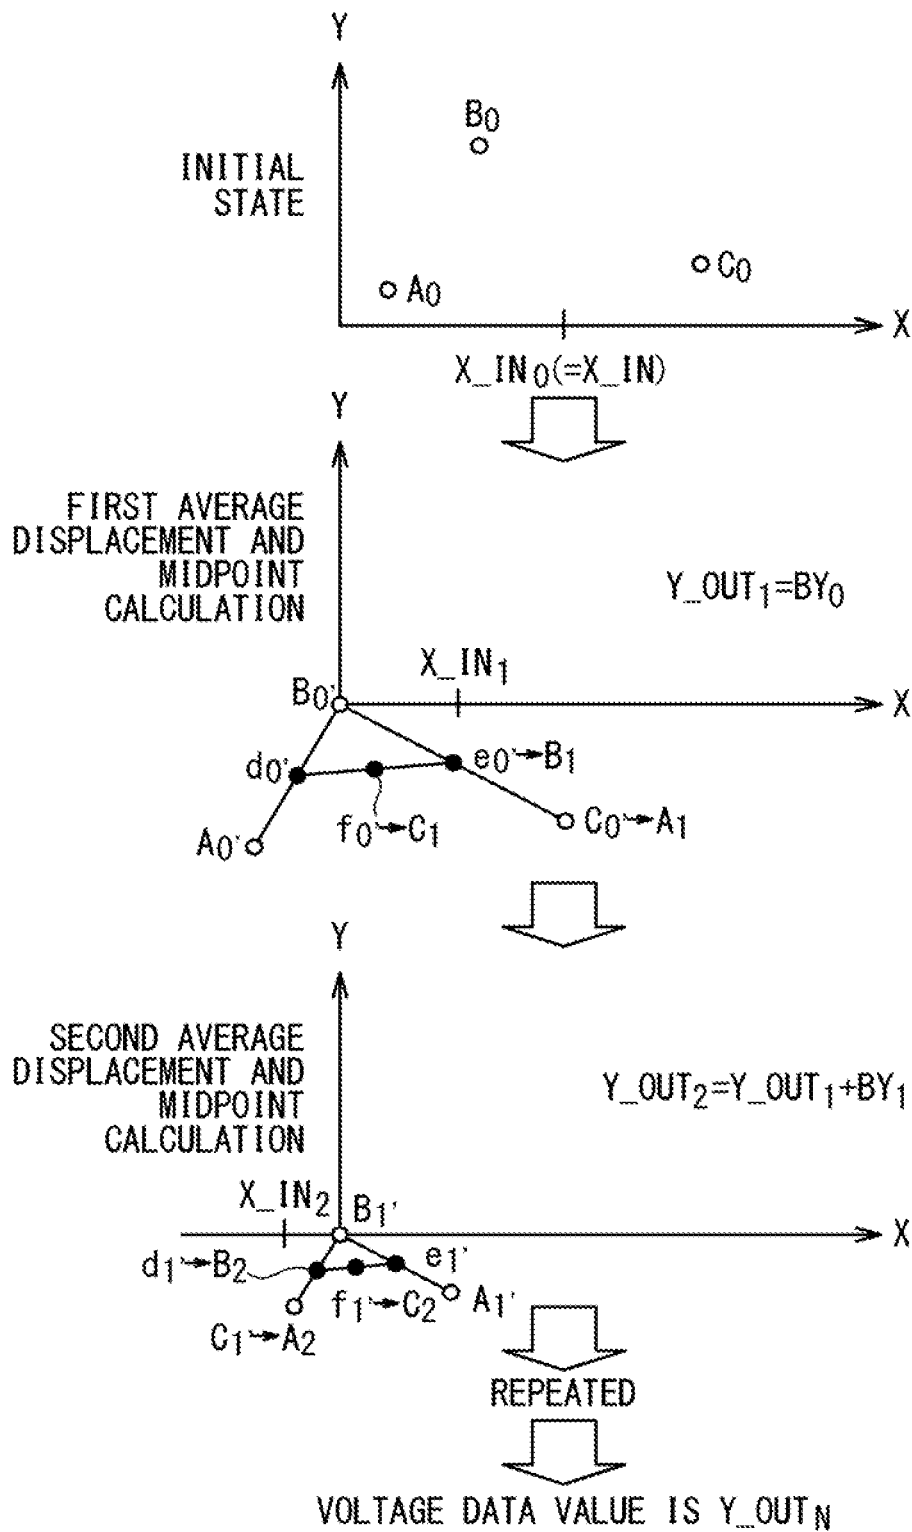 Y
B0
INITIAL
STATE
A0
C0
X
X_IN0(=X_IN)
Y
FIRST AVERAGE
DISPLACEMENT AND
MIDPOINT
CALCULATION
Y_OUT1=BY0
X_IN1
B0'
X
d0'
e0'→B1
A0'
f0'→C1
C0'→A1
Y
SECOND AVERAGE
DISPLACEMENT AND
MIDPOINT
CALCULATION
Y_OUT2=Y_OUT1+BY1
X_IN2
B1'
X
d1'→B2
e1'
f1'→C2
A1'
C1'→A2
REPEATED
VOLTAGE DATA VALUE IS Y_OUTN